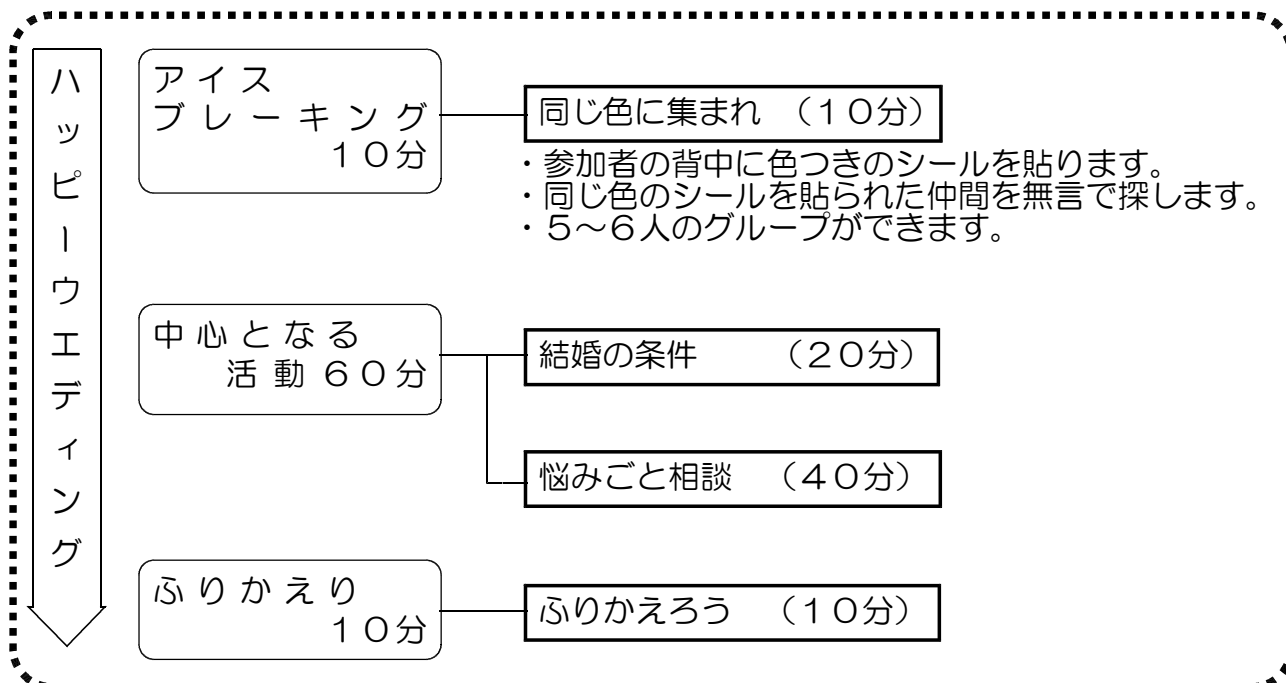 ハッピーウエディング
アイス
ブレーキング
１０分
同じ色に集まれ　（１０分）
・参加者の背中に色つきのシールを貼ります。
・同じ色のシールを貼られた仲間を無言で探します。
・５～６人のグループができます。
中心となる
活動６０分
結婚の条件　　（２０分）
悩みごと相談　（４０分）
ふりかえり
１０分
ふりかえろう　（１０分）